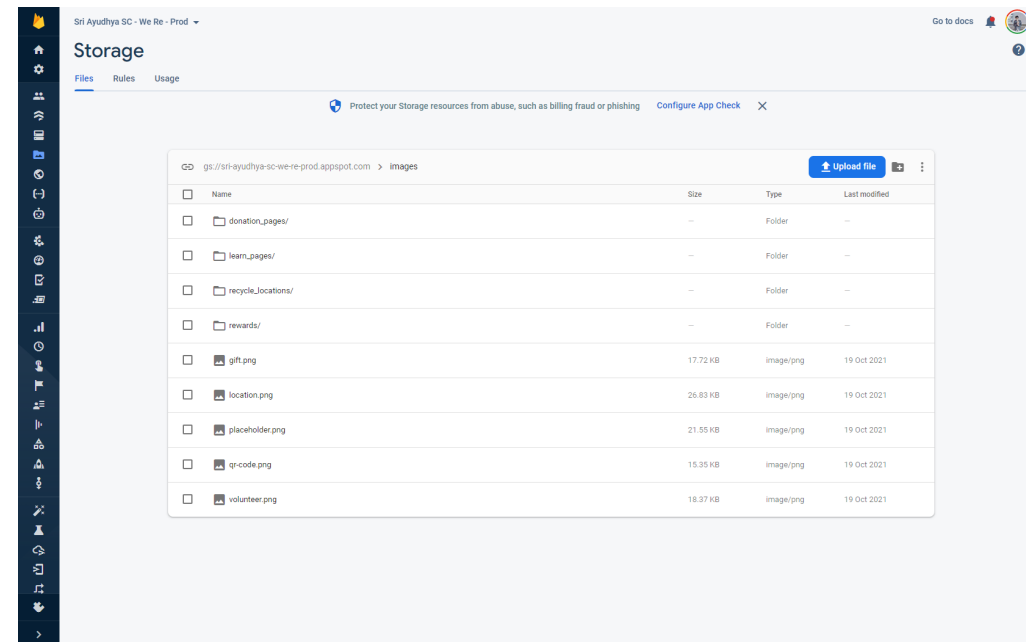 Sri Ayudhya SC - We Re - Prod
Go to docs
Storage
Files Rules Usage
Protect your Storage resources from abuse, such as billing fraud or phishing Configure App Check
gs://sri-ayudhya-sc-we-re-prod.appspot.com > images Upload file
Name Size Type Last modified
donation_pages/ — Folder —
learn_pages/ — Folder —
recycle_locations/ — Folder —
rewards/ — Folder —
gift.png 17.72 KB image/png 19 Oct 2021
location.png 26.83 KB image/png 19 Oct 2021
placeholder.png 21.55 KB image/png 19 Oct 2021
qr-code.png 15.35 KB image/png 19 Oct 2021
volunteer.png 18.37 KB image/png 19 Oct 2021